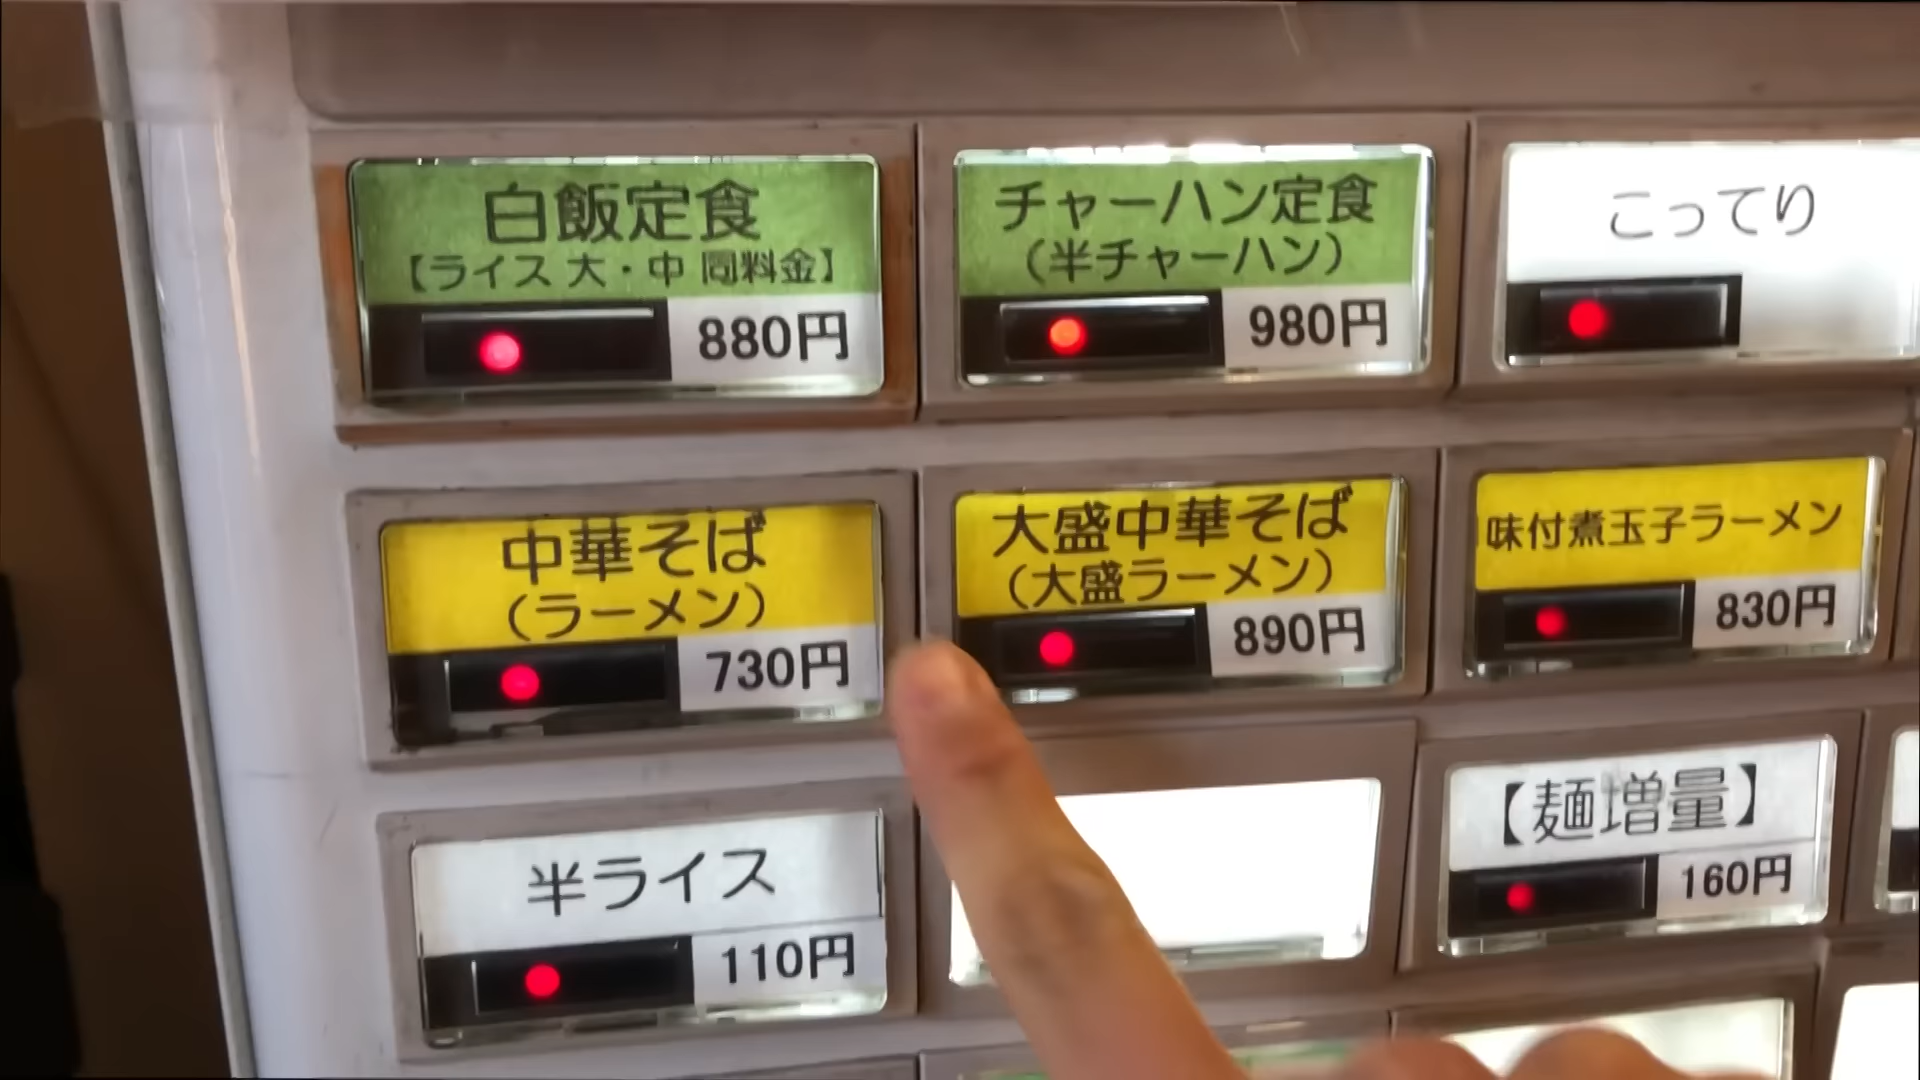 白飯定食
【ライス 大・中 同料金】
880円
チャーハン定食
(半チャーハン)
980円
こってり
中華そば
(ラーメン)
730円
大盛中華そば
(大盛ラーメン)
890円
味付煮玉子ラーメン
830円
半ライス
110円
【麺増量】
160円